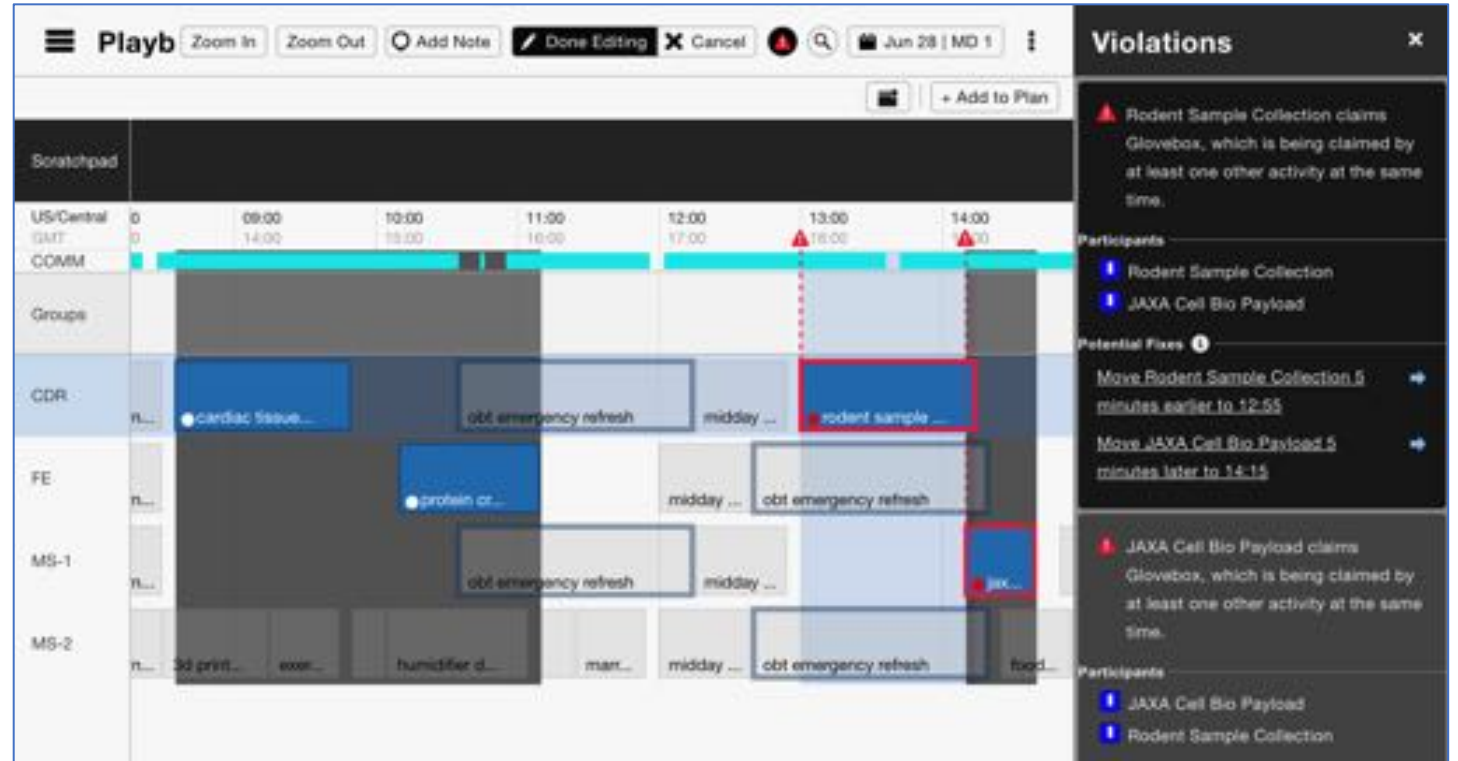 Playb Zoom In Zoom Out Add Note Done Editing Cancel Jun 28 | MD 1
+ Add to Plan
Scratchpad
US/Central 0 09:00 10:00 11:00 12:00 13:00 14:00
GMT 0 14:00 15:00 16:00 17:00 18:00 :00
COMM
Groups
CDR
n... cardiac tissue... obt emergency refresh midday ... rodent sample ...
FE
n... protein cr... midday ... obt emergency refresh
MS-1
n... obt emergency refresh midday ... jax...
MS-2
n... 3d print... exer... humidifier d... marr... midday ... obt emergency refresh food...
Violations
Rodent Sample Collection claims
Glovebox, which is being claimed by
at least one other activity at the same
time.
Participants
Rodent Sample Collection
JAXA Cell Bio Payload
Potential Fixes
Move Rodent Sample Collection 5
minutes earlier to 12:55
Move JAXA Cell Bio Payload 5
minutes later to 14:15
JAXA Cell Bio Payload claims
Glovebox, which is being claimed by
at least one other activity at the same
time.
Participants
JAXA Cell Bio Payload
Rodent Sample Collection